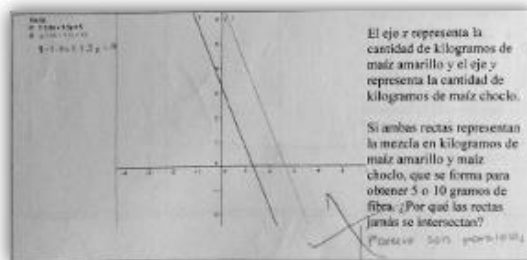 El eje x representa la
cantidad de kilogramos de
maíz amarillo y el eje y
representa la cantidad de
kilogramos de maíz choclo.
Si ambas rectas representan
la mezcla en kilogramos de
maíz amarillo y maíz
choclo, que se forma para
obtener 5 o 10 gramos de
fibra. ¿Por qué las rectas
jamás se intersectan?
Porque son paralelas